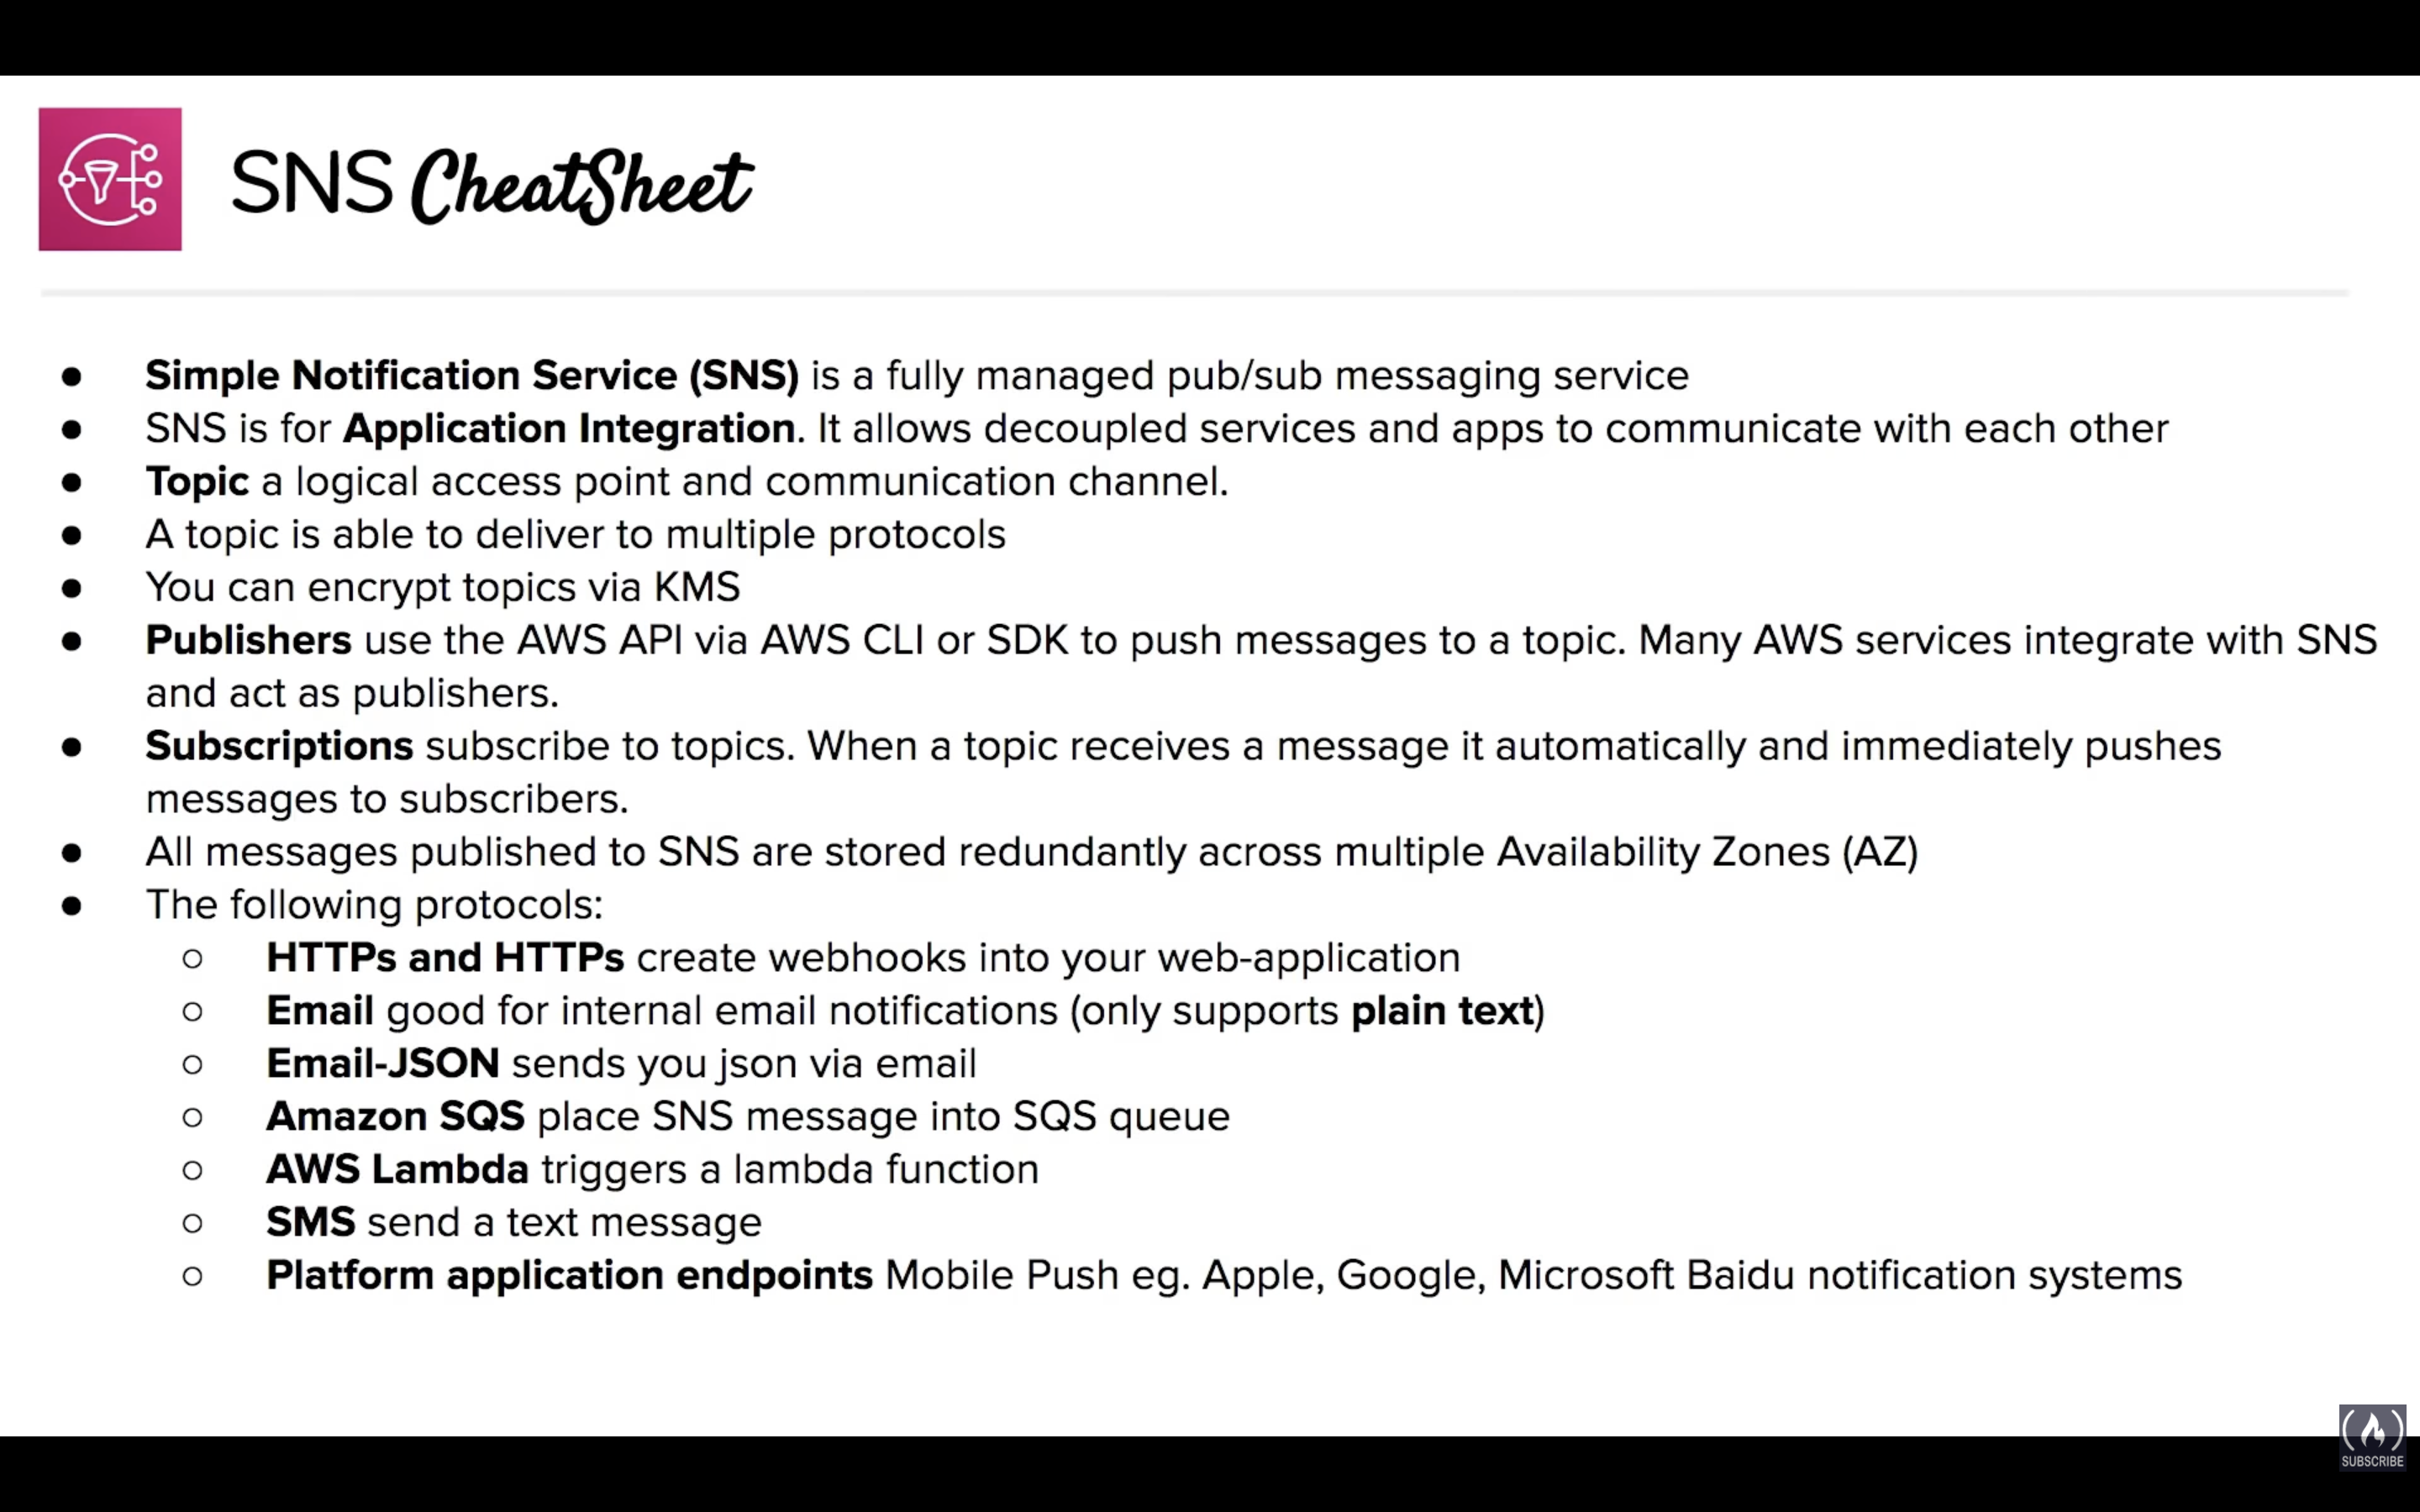 SNS CheatSheet
● Simple Notification Service (SNS) is a fully managed pub/sub messaging service
● SNS is for Application Integration. It allows decoupled services and apps to communicate with each other
● Topic a logical access point and communication channel.
● A topic is able to deliver to multiple protocols
● You can encrypt topics via KMS
● Publishers use the AWS API via AWS CLI or SDK to push messages to a topic. Many AWS services integrate with SNS
and act as publishers.
● Subscriptions subscribe to topics. When a topic receives a message it automatically and immediately pushes
messages to subscribers.
● All messages published to SNS are stored redundantly across multiple Availability Zones (AZ)
● The following protocols:
○ HTTPs and HTTPs create webhooks into your web-application
○ Email good for internal email notifications (only supports plain text)
○ Email-JSON sends you json via email
○ Amazon SQS place SNS message into SQS queue
○ AWS Lambda triggers a lambda function
○ SMS send a text message
○ Platform application endpoints Mobile Push eg. Apple, Google, Microsoft Baidu notification systems
SUBSCRIBE